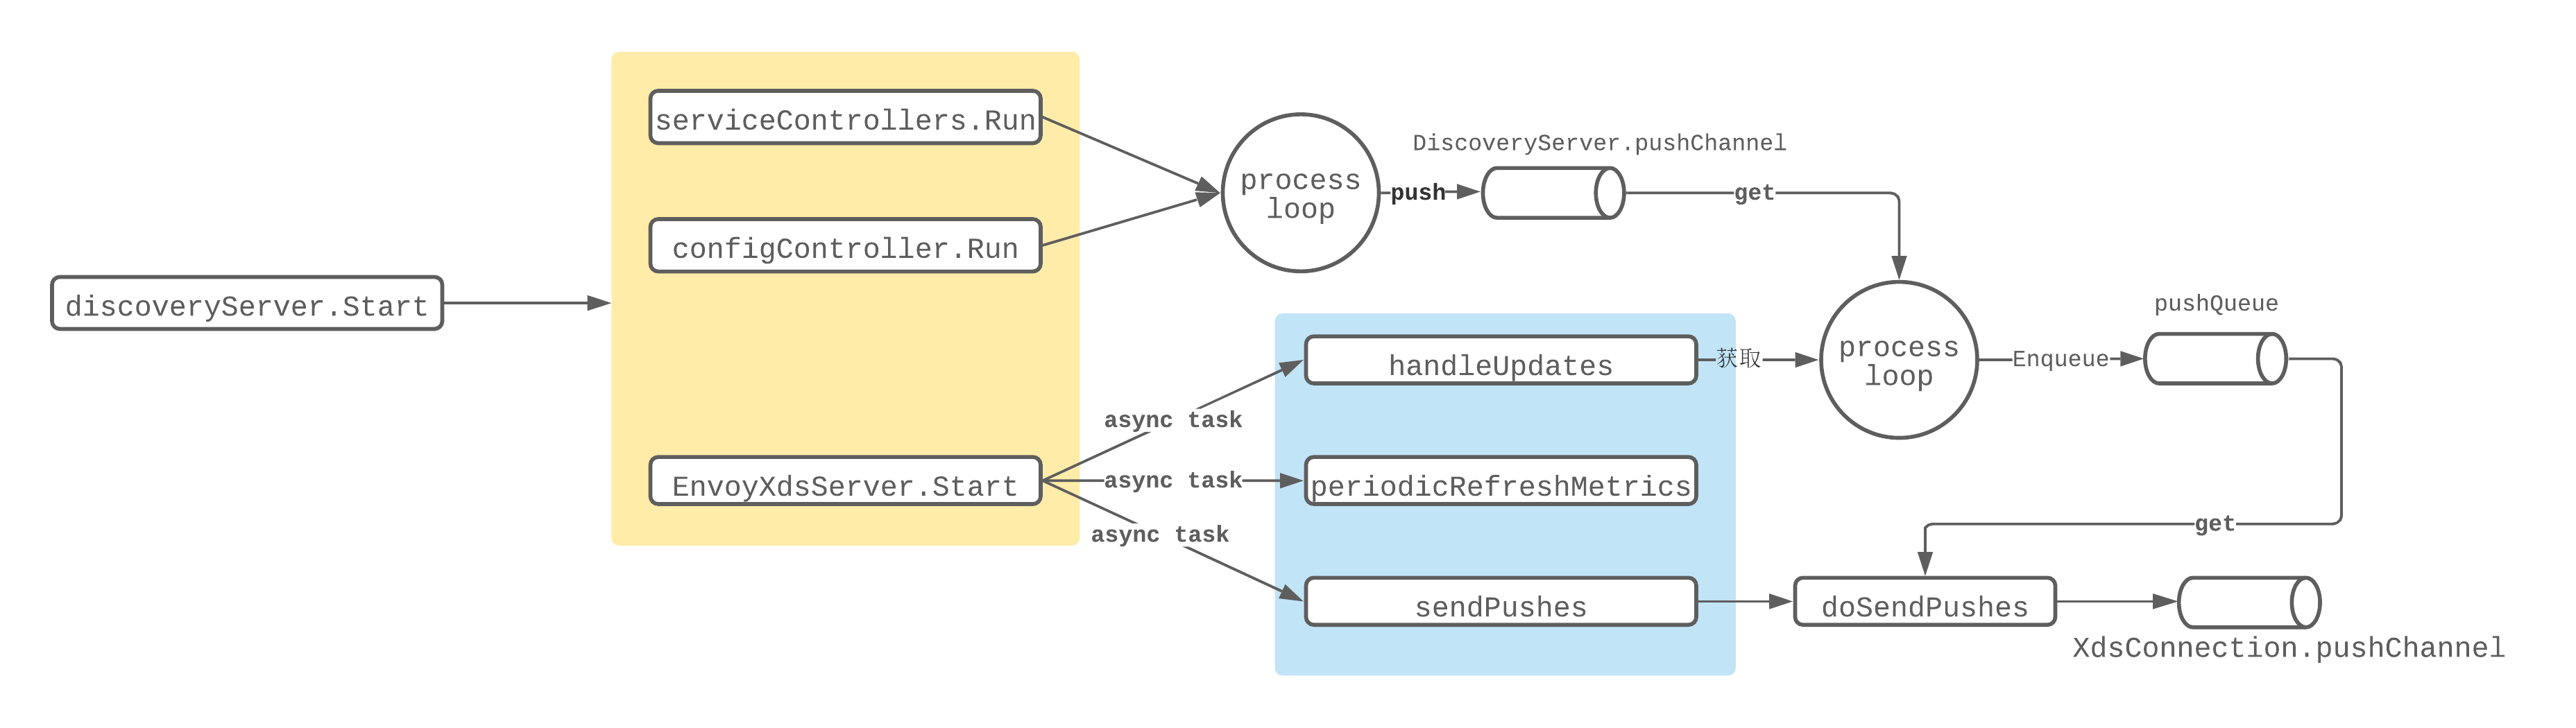 discoveryServer.Start
serviceControllers.Run
configController.Run
EnvoyXdsServer.Start
process
loop
push
DiscoveryServer.pushChannel
get
async task
async task
async task
handleUpdates
periodicRefreshMetrics
sendPushes
获取
process
loop
Enqueue
pushQueue
get
doSendPushes
XdsConnection.pushChannel